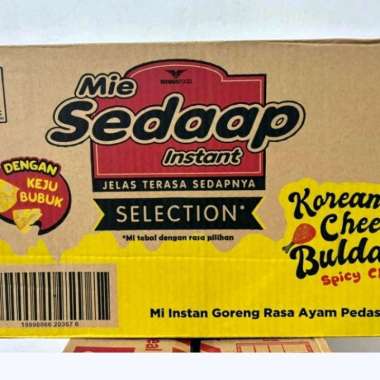 WINGSFOOD
Mie
Sedaap
Instant
JELAS TERASA SEDAPNYA
SELECTION*
*Mi tebal dengan rasa pilihan
DENGAN
KEJU
BUBUK
Korean
Chee
Bulda
Spicy Ch
Mi Instan Goreng Rasa Ayam Pedas